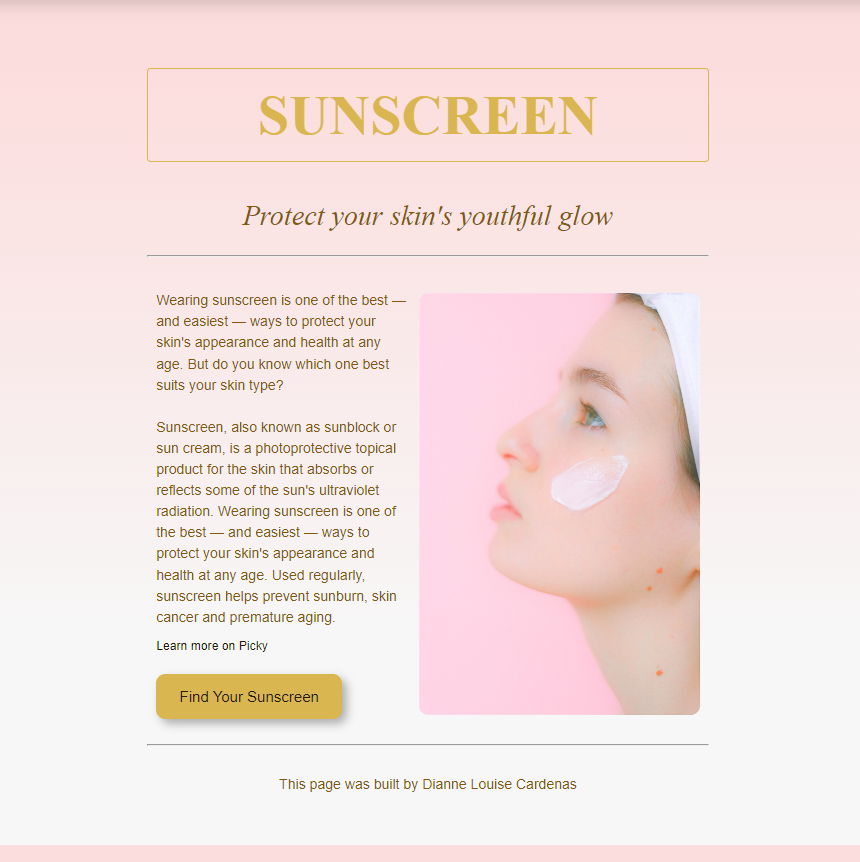 SUNSCREEN
Protect your skin's youthful glow
Wearing sunscreen is one of the best —
and easiest — ways to protect your
skin's appearance and health at any
age. But do you know which one best
suits your skin type?
Sunscreen, also known as sunblock or
sun cream, is a photoprotective topical
product for the skin that absorbs or
reflects some of the sun's ultraviolet
radiation. Wearing sunscreen is one of
the best — and easiest — ways to
protect your skin's appearance and
health at any age. Used regularly,
sunscreen helps prevent sunburn, skin
cancer and premature aging.
Learn more on Picky
Find Your Sunscreen
This page was built by Dianne Louise Cardenas